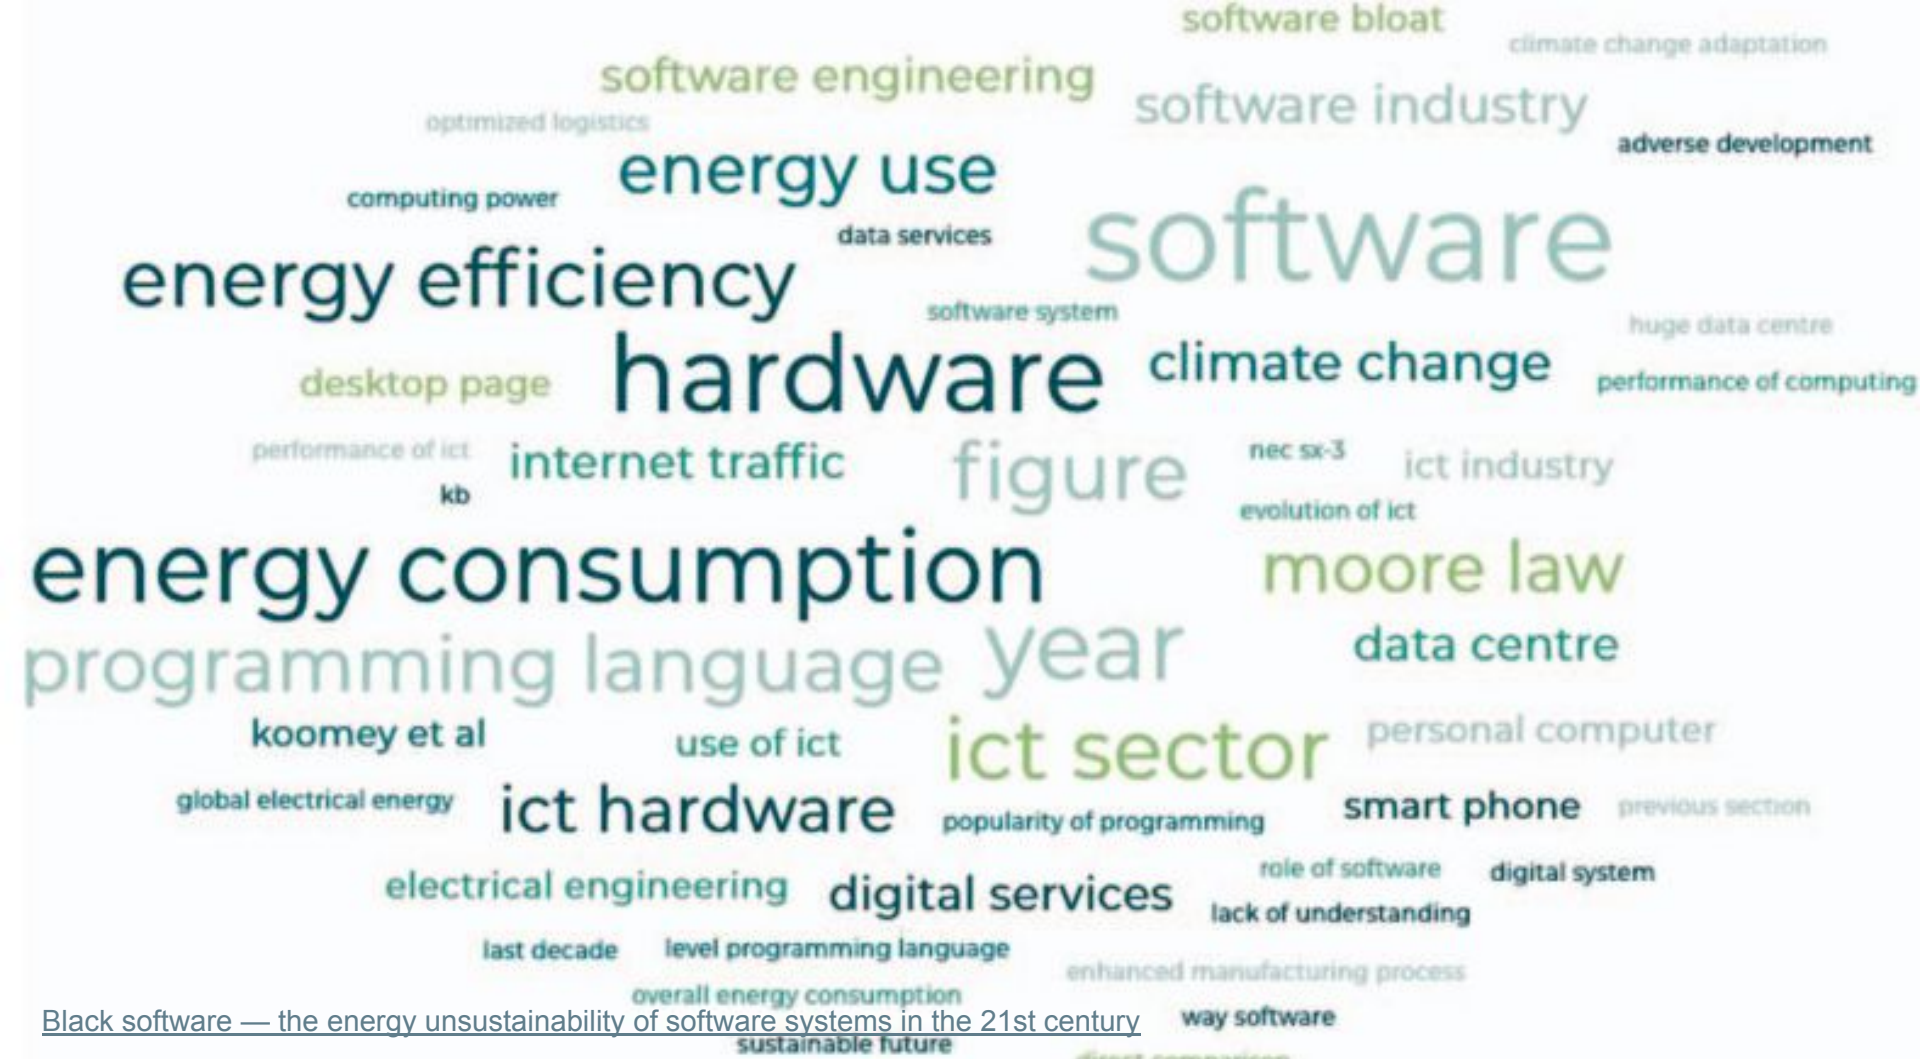 software bloat
climate change adaptation
software engineering
software industry
optimized logistics
adverse development
energy use
computing power
data services
software
energy efficiency
software system
huge data centre
hardware
climate change
desktop page
performance of computing
performance of ict
internet traffic
figure
nec sx-3
ict industry
kb
evolution of ict
energy consumption
moore law
programming language
year
data centre
koomey et al
use of ict
ict sector
personal computer
global electrical energy
ict hardware
popularity of programming
smart phone
previous section
electrical engineering
digital services
role of software
digital system
lack of understanding
last decade
level programming language
enhanced manufacturing process
overall energy consumption
Black software — the energy unsustainability of software systems in the 21st century
way software
sustainable future
direct comparison